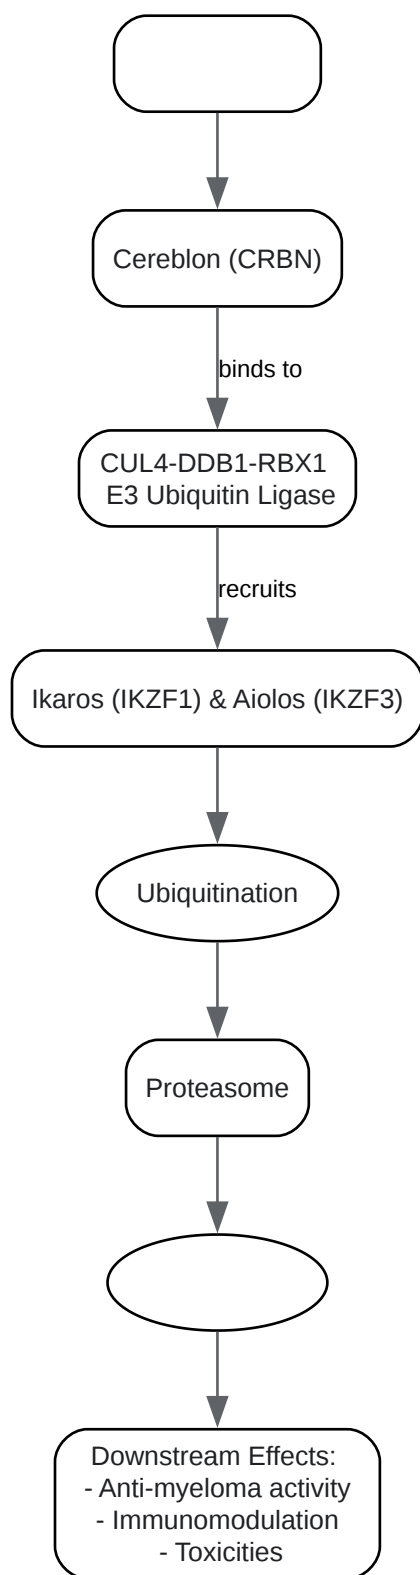 Cereblon (CRBN)
binds to
CUL4-DDB1-RBX1
E3 Ubiquitin Ligase
recruits
Ikaros (IKZF1) & Aiolos (IKZF3)
Ubiquitination
Proteasome
Downstream Effects:
- Anti-myeloma activity
- Immunomodulation
- Toxicities